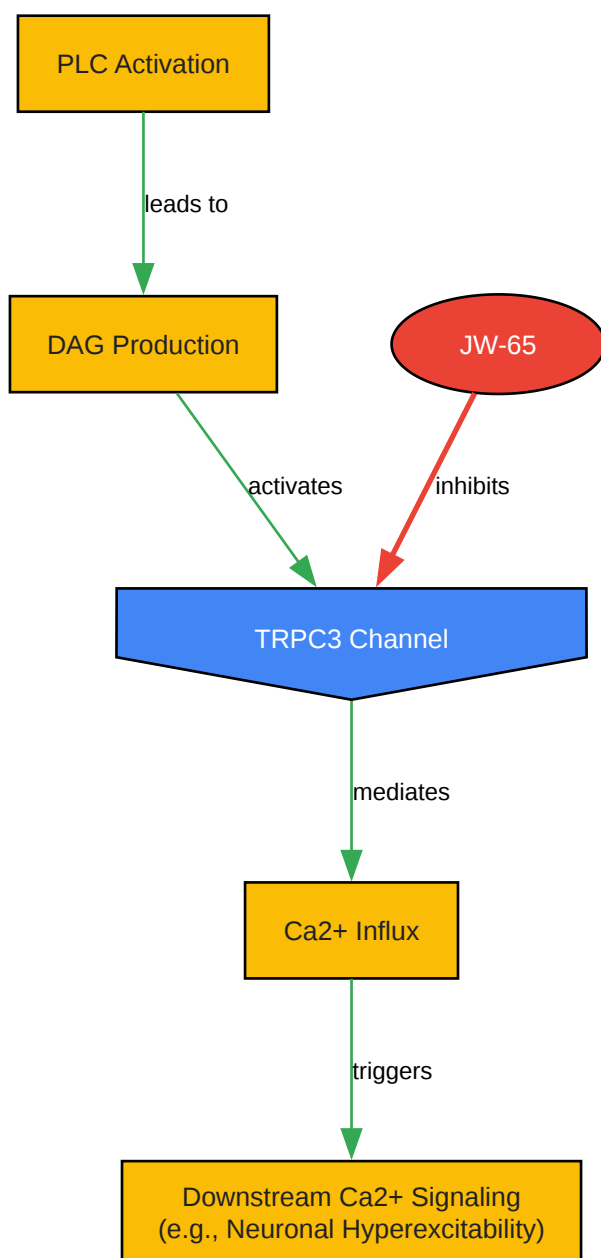 PLC Activation
leads to
DAG Production
JW-65
activates
inhibits
TRPC3 Channel
mediates
Ca2+ Influx
triggers
Downstream Ca2+ Signaling
(e.g., Neuronal Hyperexcitability)